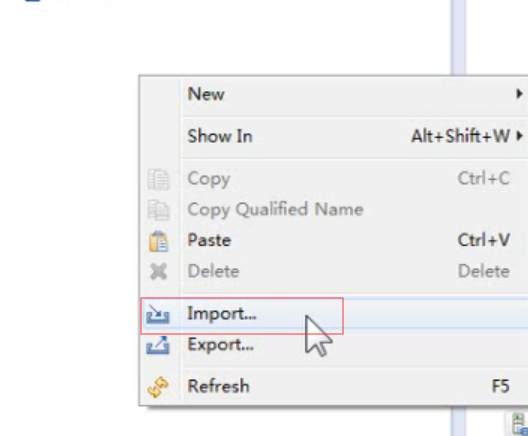 New
Show In Alt+Shift+W
Copy Ctrl+C
Copy Qualified Name
Paste Ctrl+V
Delete Delete
Import...
Export...
Refresh F5